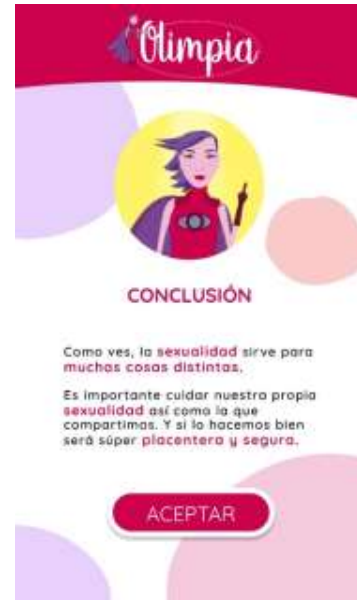 Olimpia
CONCLUSIÓN
Como ves, la sexualidad sirve para
muchas cosas distintas.
Es importante cuidar nuestra propia
sexualidad así como la que
compartimos. Y si lo hacemos bien
será súper placentera y segura.
ACEPTAR